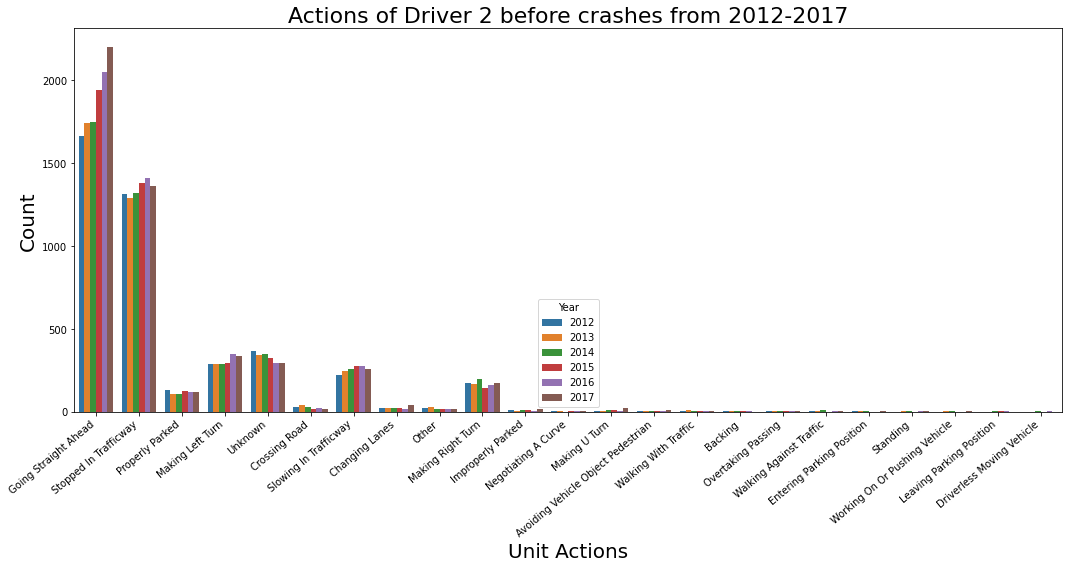 Actions of Driver 2 before crashes from 2012-2017
Count
2000
1500
1000
500
0
Year
2012
2013
2014
2015
2016
2017
Going Straight Ahead
Stopped In Trafficway
Properly Parked
Making Left Turn
Unknown
Crossing Road
Slowing In Trafficway
Changing Lanes
Other
Making Right Turn
Improperly Parked
Negotiating A Curve
Making U Turn
Avoiding Vehicle Object Pedestrian
Walking With Traffic
Backing
Overtaking Passing
Walking Against Traffic
Entering Parking Position
Standing
Working On Or Pushing Vehicle
Leaving Parking Position
Driverless Moving Vehicle
Unit Actions